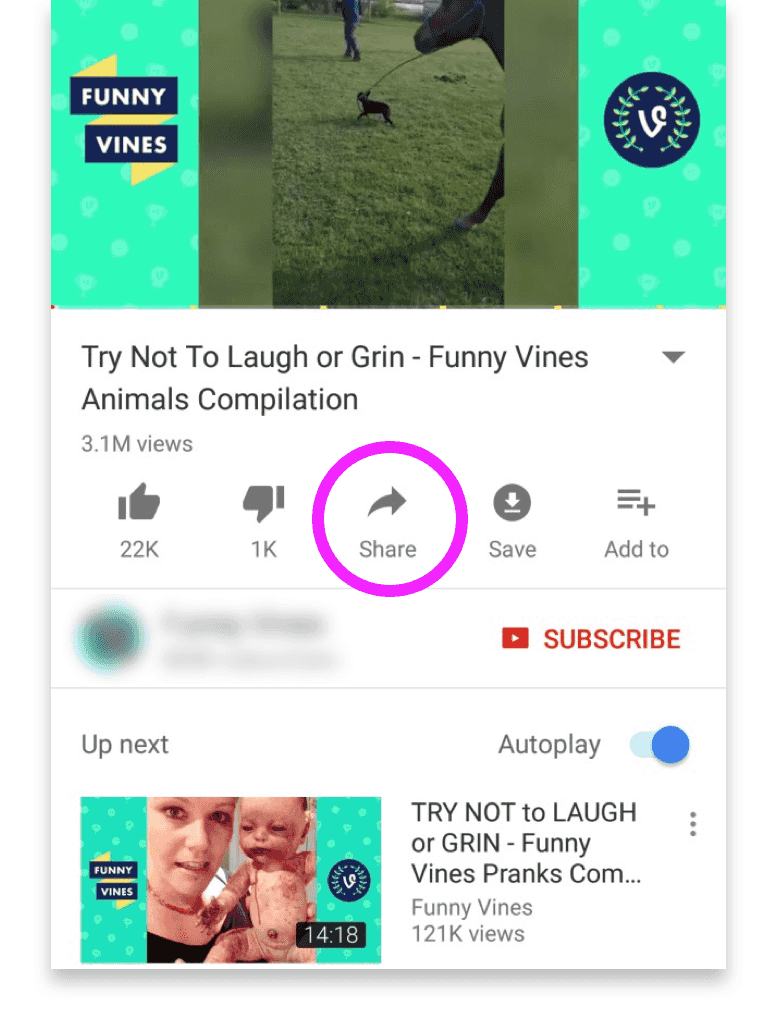 FUNNY
VINES
Try Not To Laugh or Grin - Funny Vines
Animals Compilation
3.1M views
22K
1K
Share
Save
Add to
SUBSCRIBE
Up next
Autoplay
FUNNY
VINES
14:18
TRY NOT to LAUGH
or GRIN - Funny
Vines Pranks Com...
Funny Vines
121K views